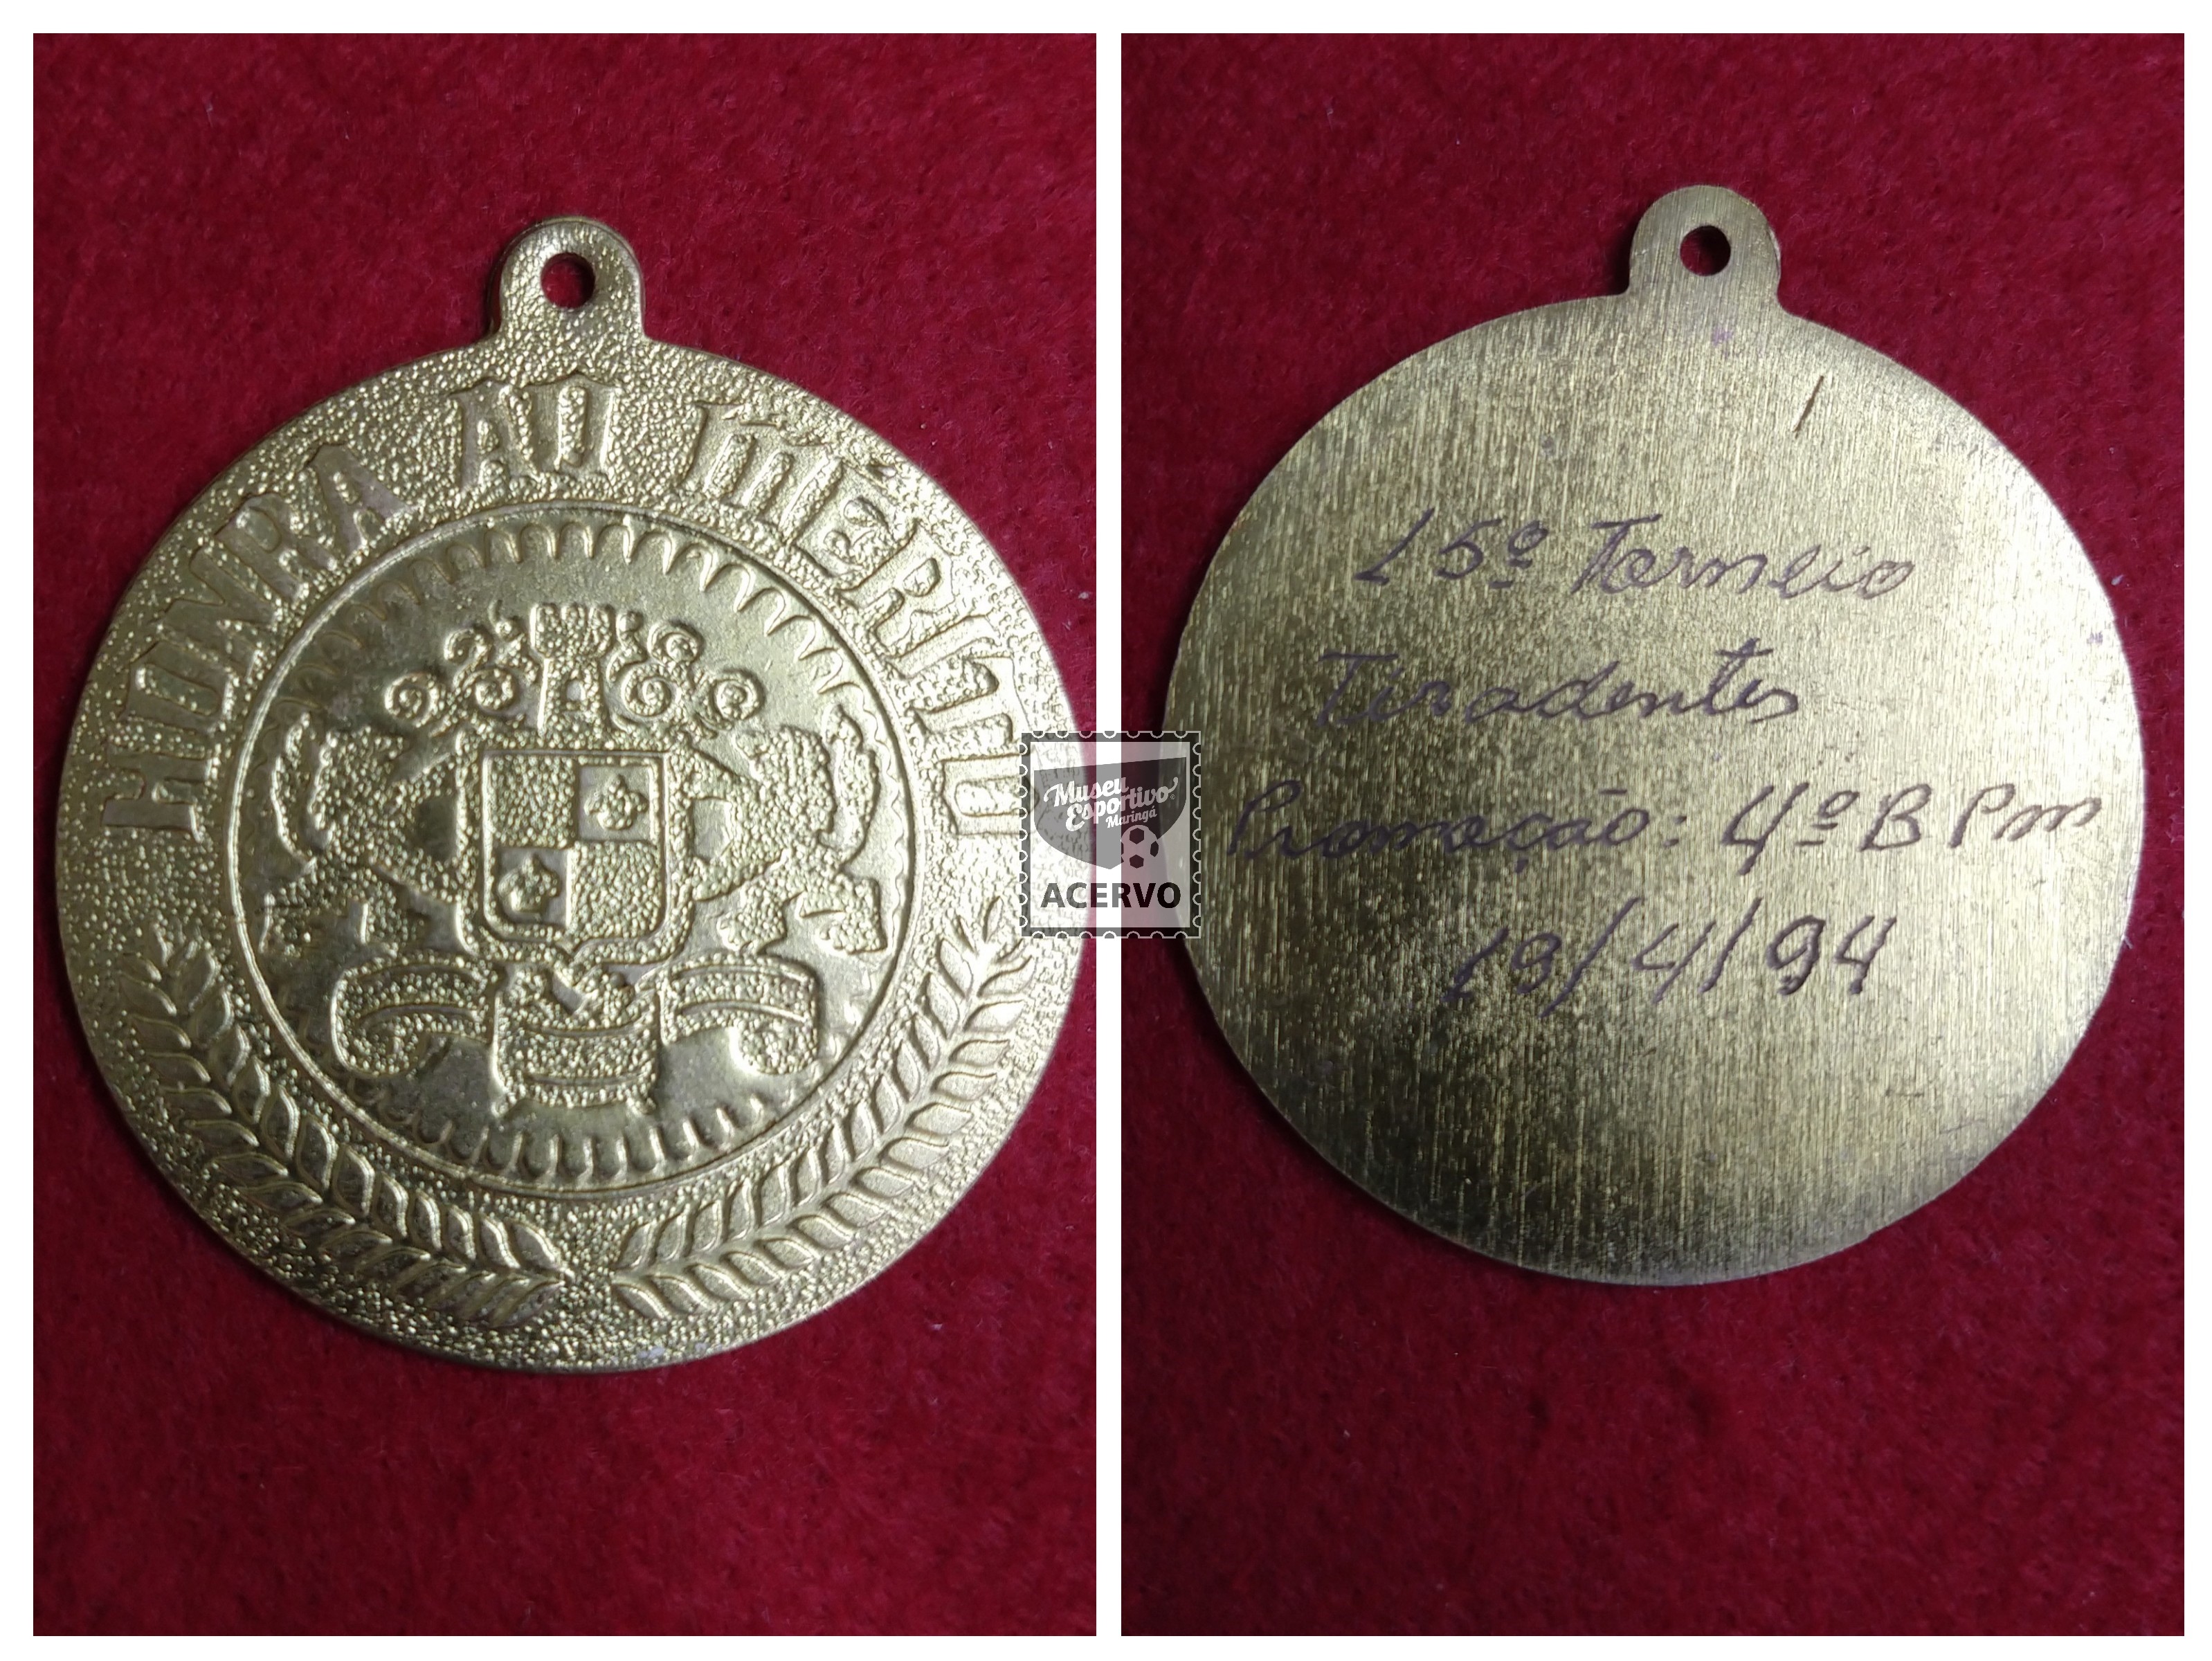 HONRA AO MÉRITO
15º Torneio
Tiradentes
Promoção: 4º BPm
19/4/94
Museu
Esportivo
Maringá
ACERVO